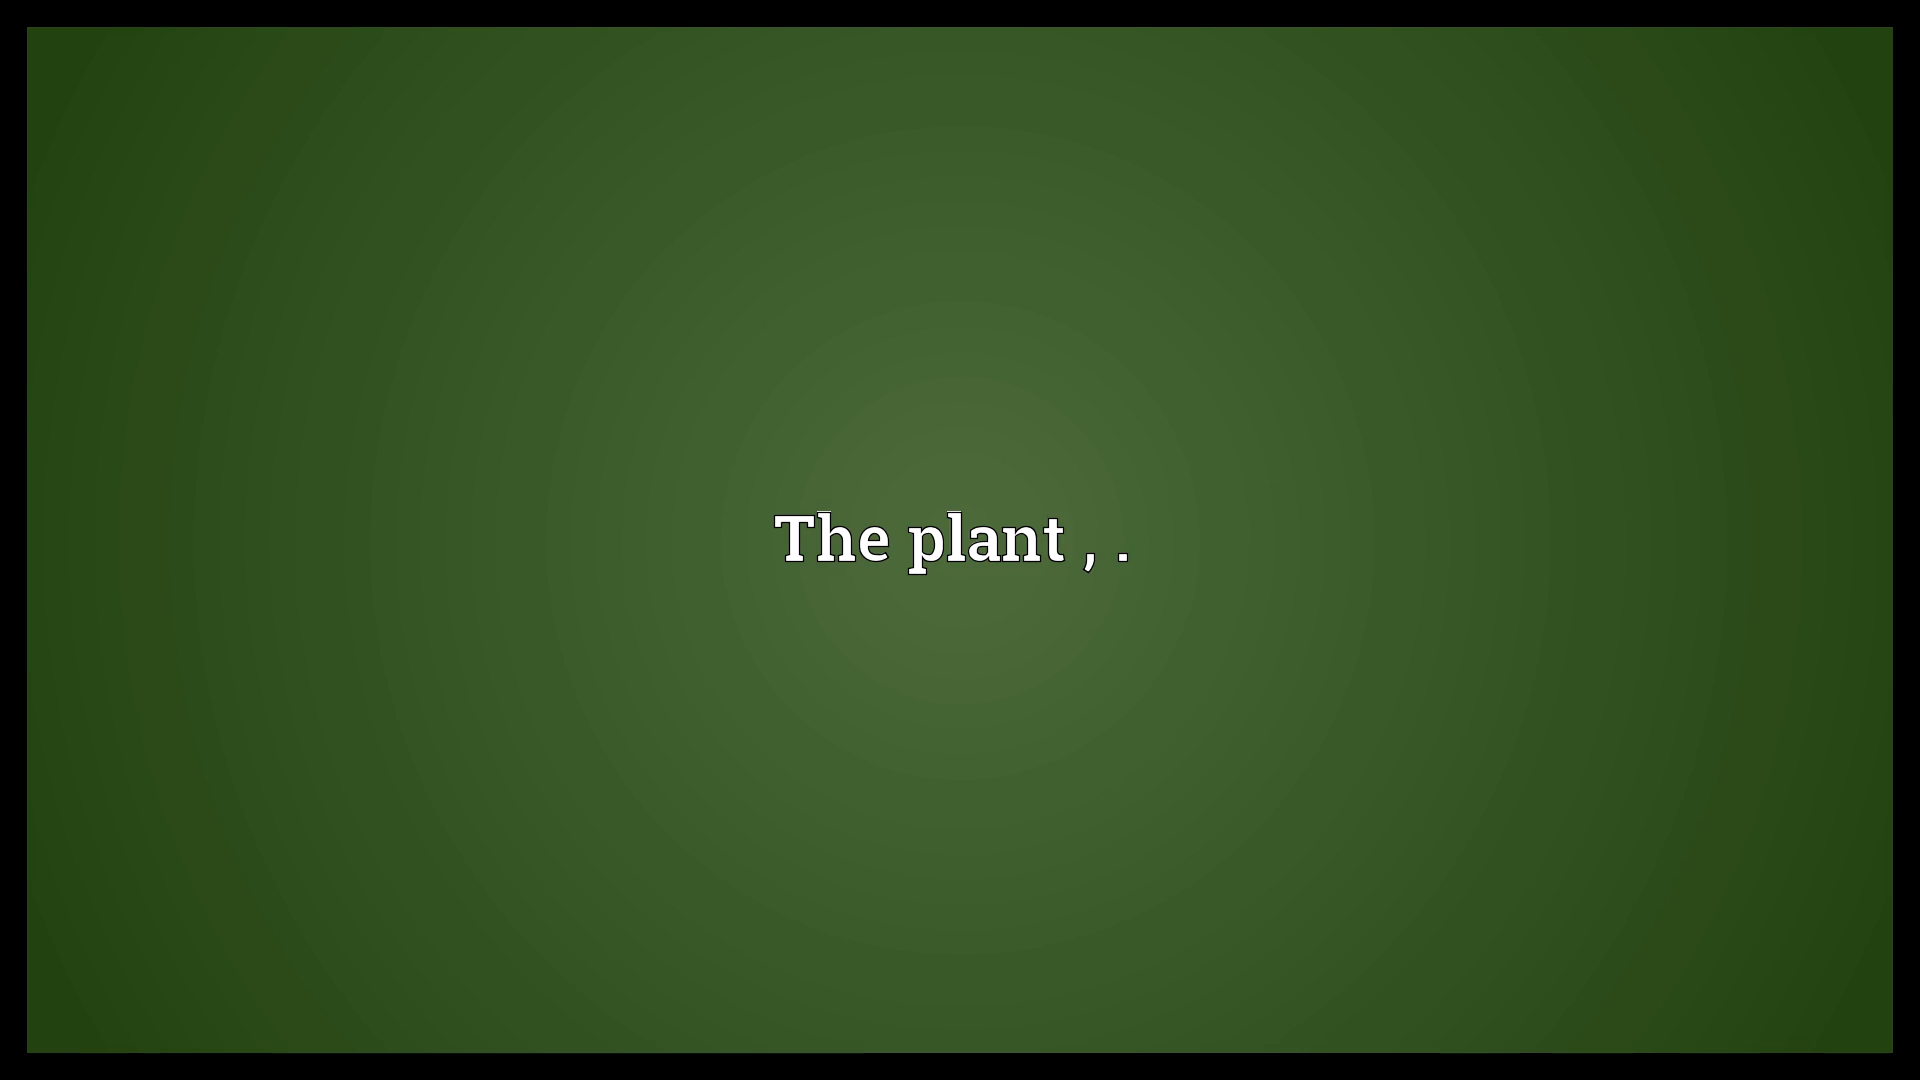 The plant , .